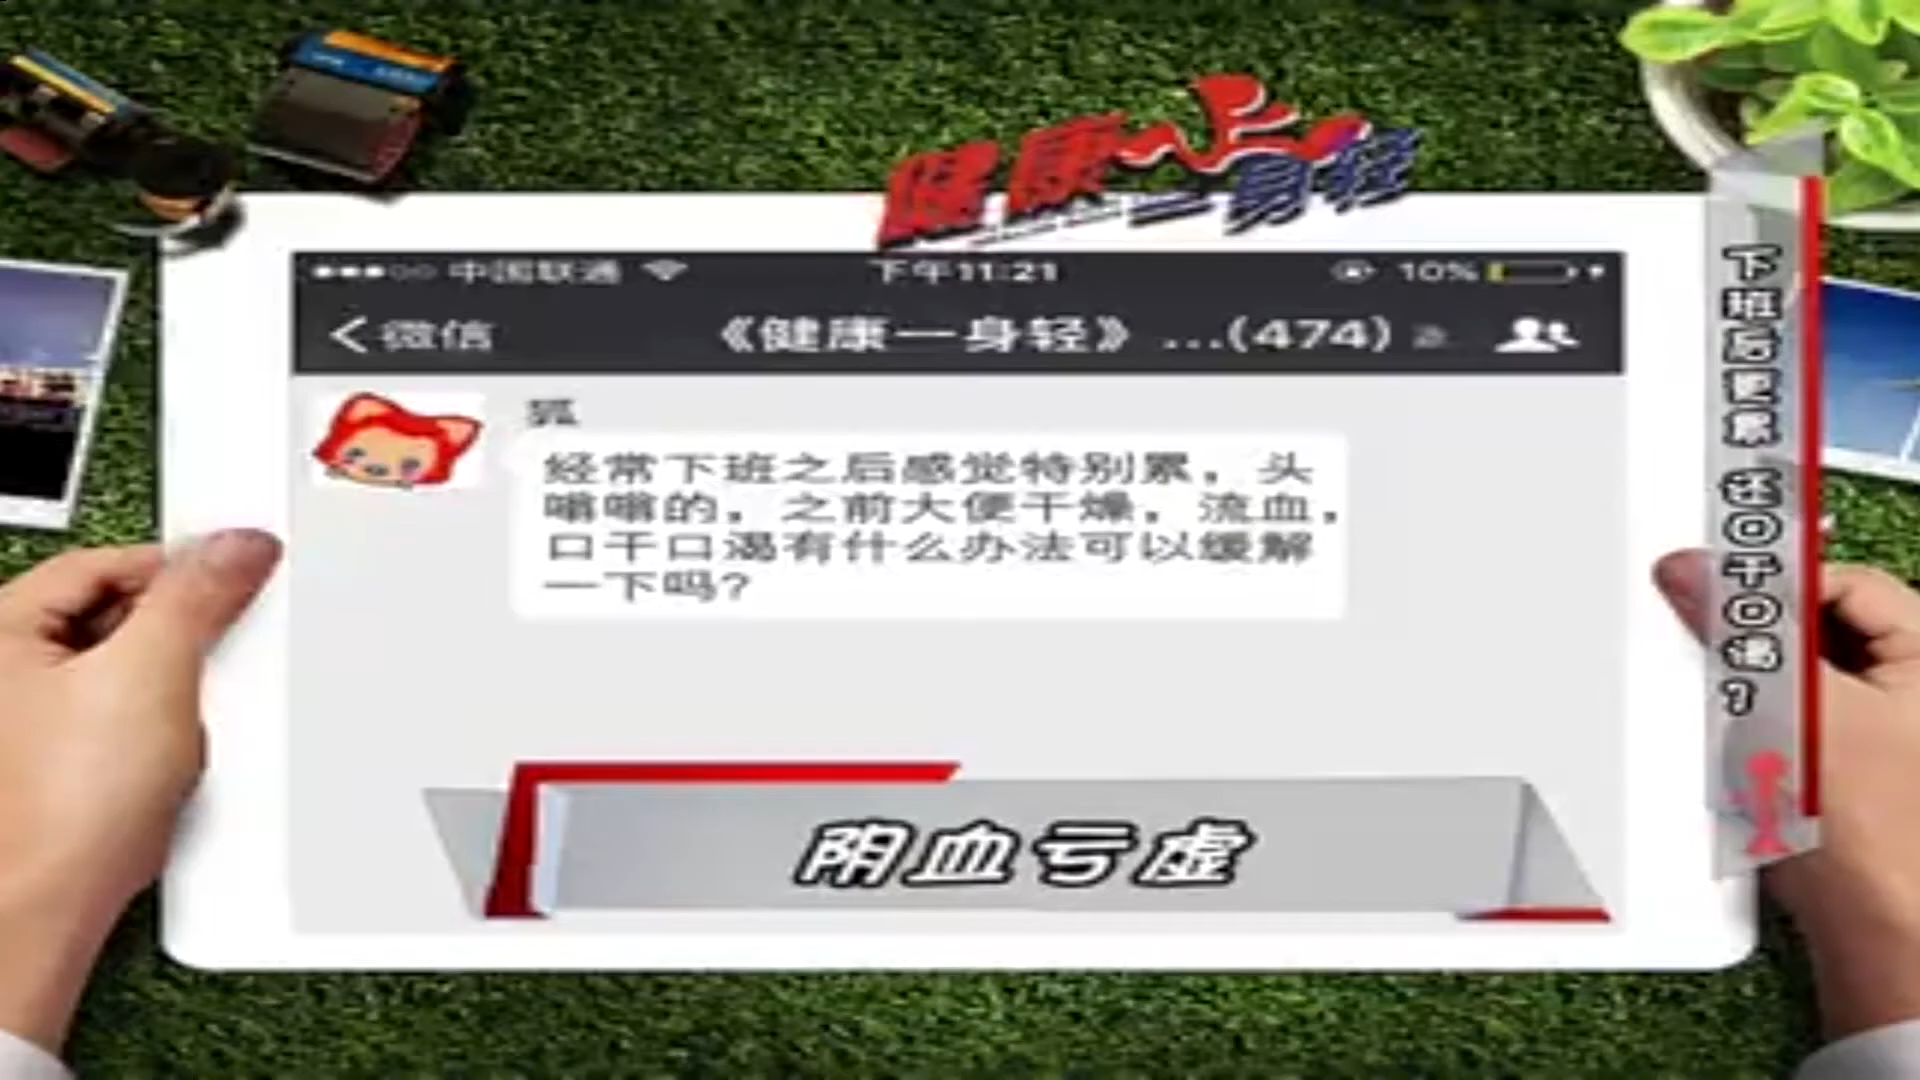 健康一身轻
中国联通
下午11:21
10%
微信
《健康一身轻》 ...(474)
狐
经常下班之后感觉特别累，头
嗡嗡的，之前大便干燥，流血，
口干口渴有什么办法可以缓解
一下吗？
阴血亏虚
下班后更累 还口干口渴？